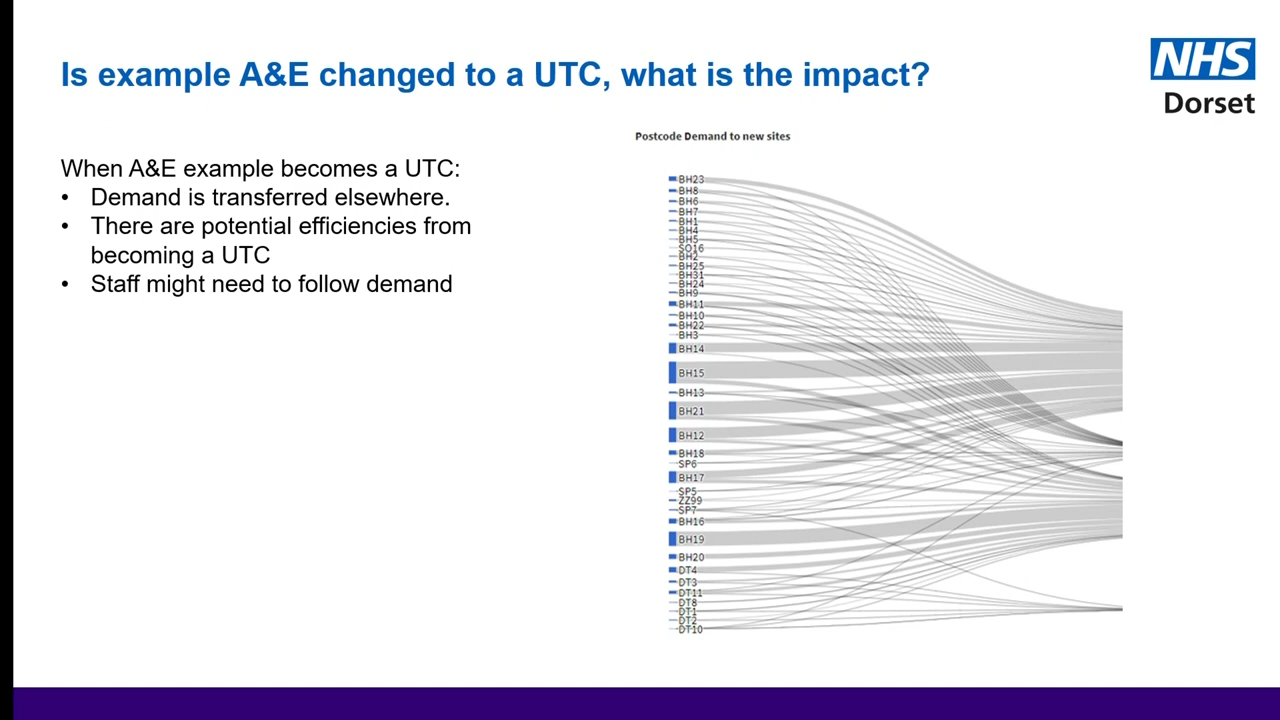 Is example A&E changed to a UTC, what is the impact?
NHS
Dorset
When A&E example becomes a UTC:
• Demand is transferred elsewhere.
• There are potential efficiencies from
becoming a UTC
• Staff might need to follow demand
Postcode Demand to new sites
BH23
BH8
BH6
BH7
BH1
BH4
BH5
SO16
BH2
BH25
BH31
BH24
BH9
BH11
BH10
BH22
BH3
BH14
BH15
BH13
BH21
BH12
BH18
SP6
BH17
SP5
ZZ99
SP7
BH16
BH19
BH20
DT4
DT3
DT11
DT8
DT1
DT2
DT10